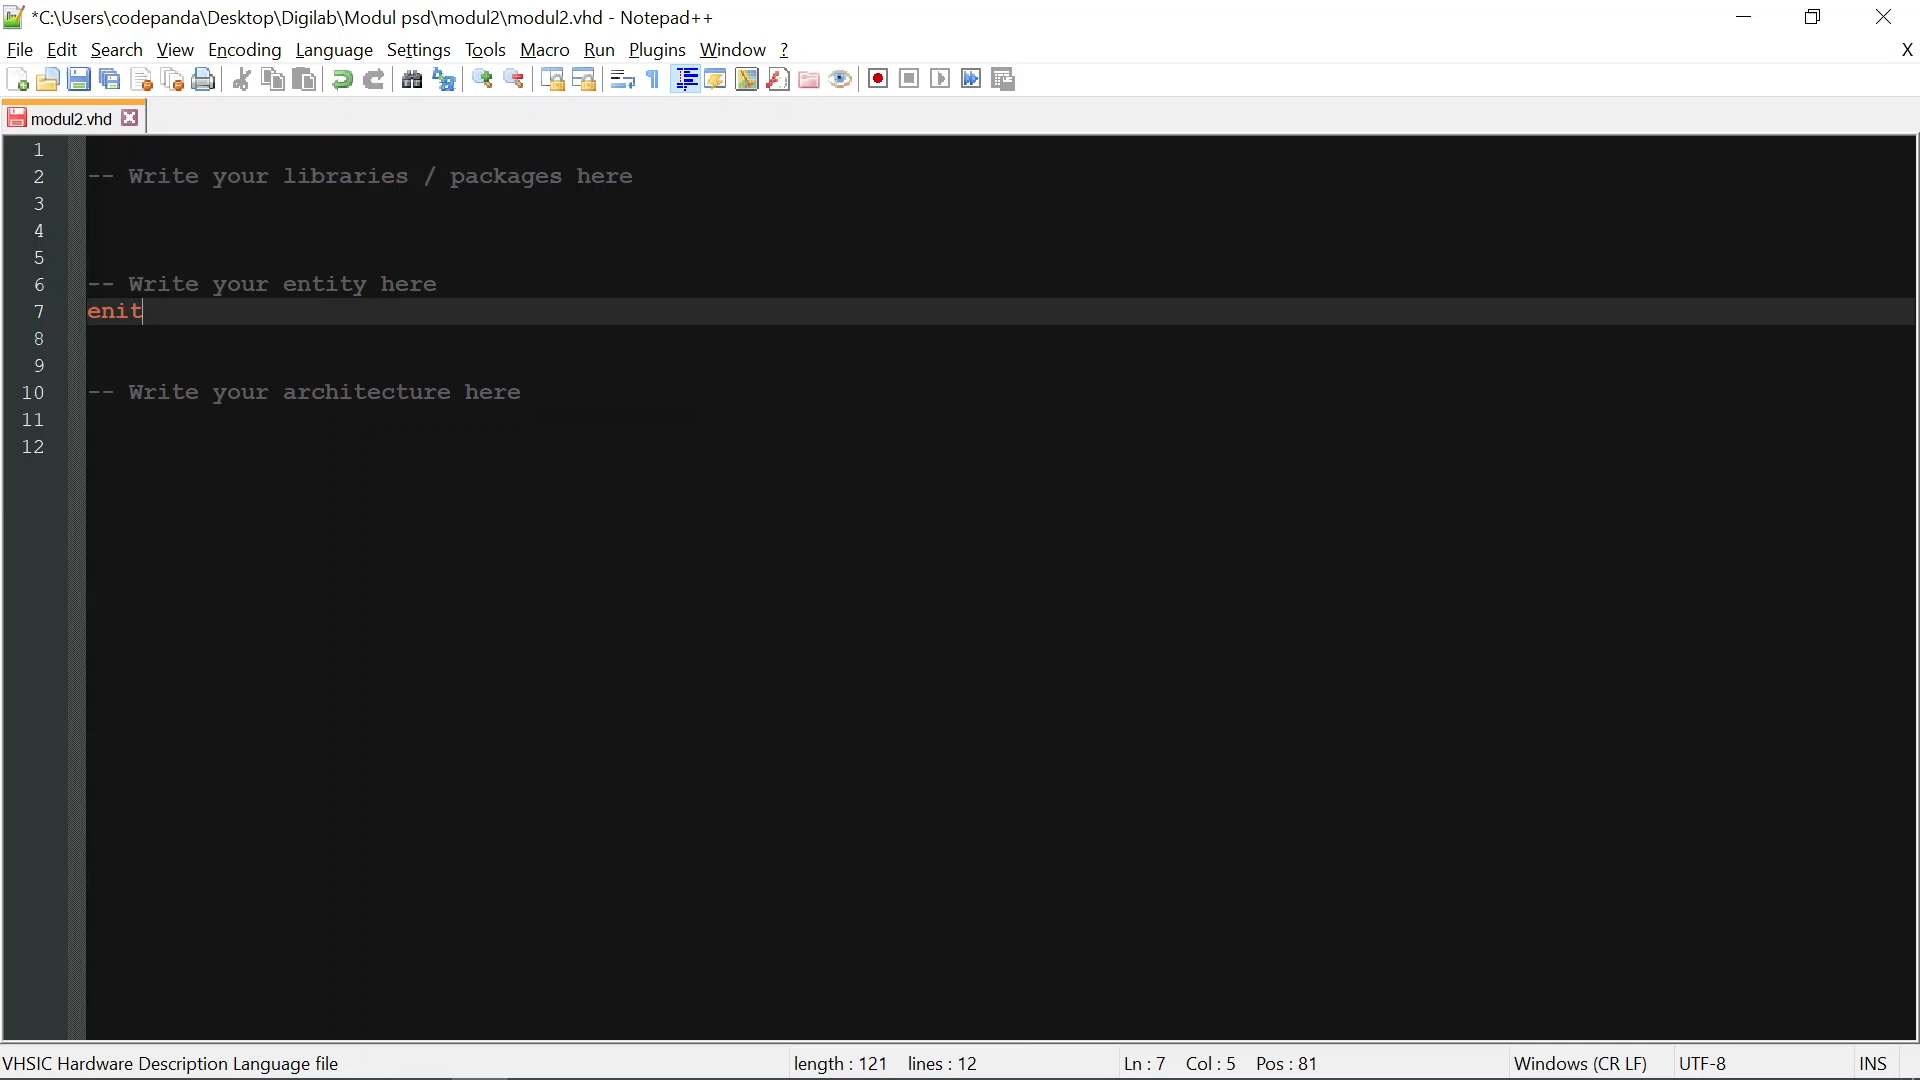 *C:\Users\codepanda\Desktop\Digilab\Modul psd\modul2\modul2.vhd - Notepad++
File Edit Search View Encoding Language Settings Tools Macro Run Plugins Window ? X
modul2.vhd
1
2 -- Write your libraries / packages here
3
4
5
6 -- Write your entity here
7 enit
8
9
10 -- Write your architecture here
11
12
VHSIC Hardware Description Language file length : 121 lines : 12 Ln : 7 Col : 5 Pos : 81 Windows (CR LF) UTF-8 INS